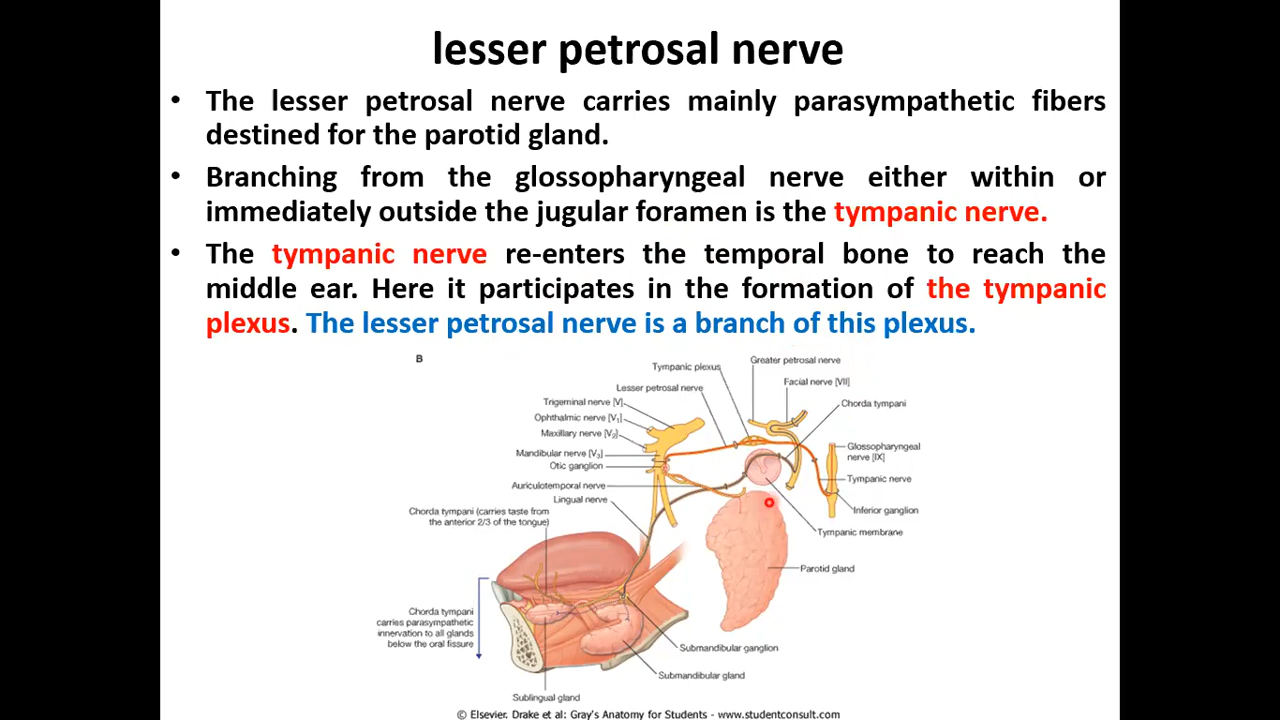 lesser petrosal nerve
• The lesser petrosal nerve carries mainly parasympathetic fibers
destined for the parotid gland.
• Branching from the glossopharyngeal nerve either within or
immediately outside the jugular foramen is the tympanic nerve.
• The tympanic nerve re-enters the temporal bone to reach the
middle ear. Here it participates in the formation of the tympanic
plexus. The lesser petrosal nerve is a branch of this plexus.
B
Greater petrosal nerve
Tympanic plexus
Facial nerve [VII]
Lesser petrosal nerve
Trigeminal nerve [V]
Chorda tympani
Ophthalmic nerve [V1]
Maxillary nerve [V2]
Glossopharyngeal
nerve [IX]
Mandibular nerve [V3]
Otic ganglion
Tympanic nerve
Auriculotemporal nerve
Lingual nerve
Inferior ganglion
Chorda tympani (carries taste from
the anterior 2/3 of the tongue)
Tympanic membrane
Parotid gland
Chorda tympani
carries parasympathetic
innervation to all glands
below the oral fissure
Submandibular ganglion
Submandibular gland
Sublingual gland
© Elsevier. Drake et al: Gray's Anatomy for Students - www.studentconsult.com